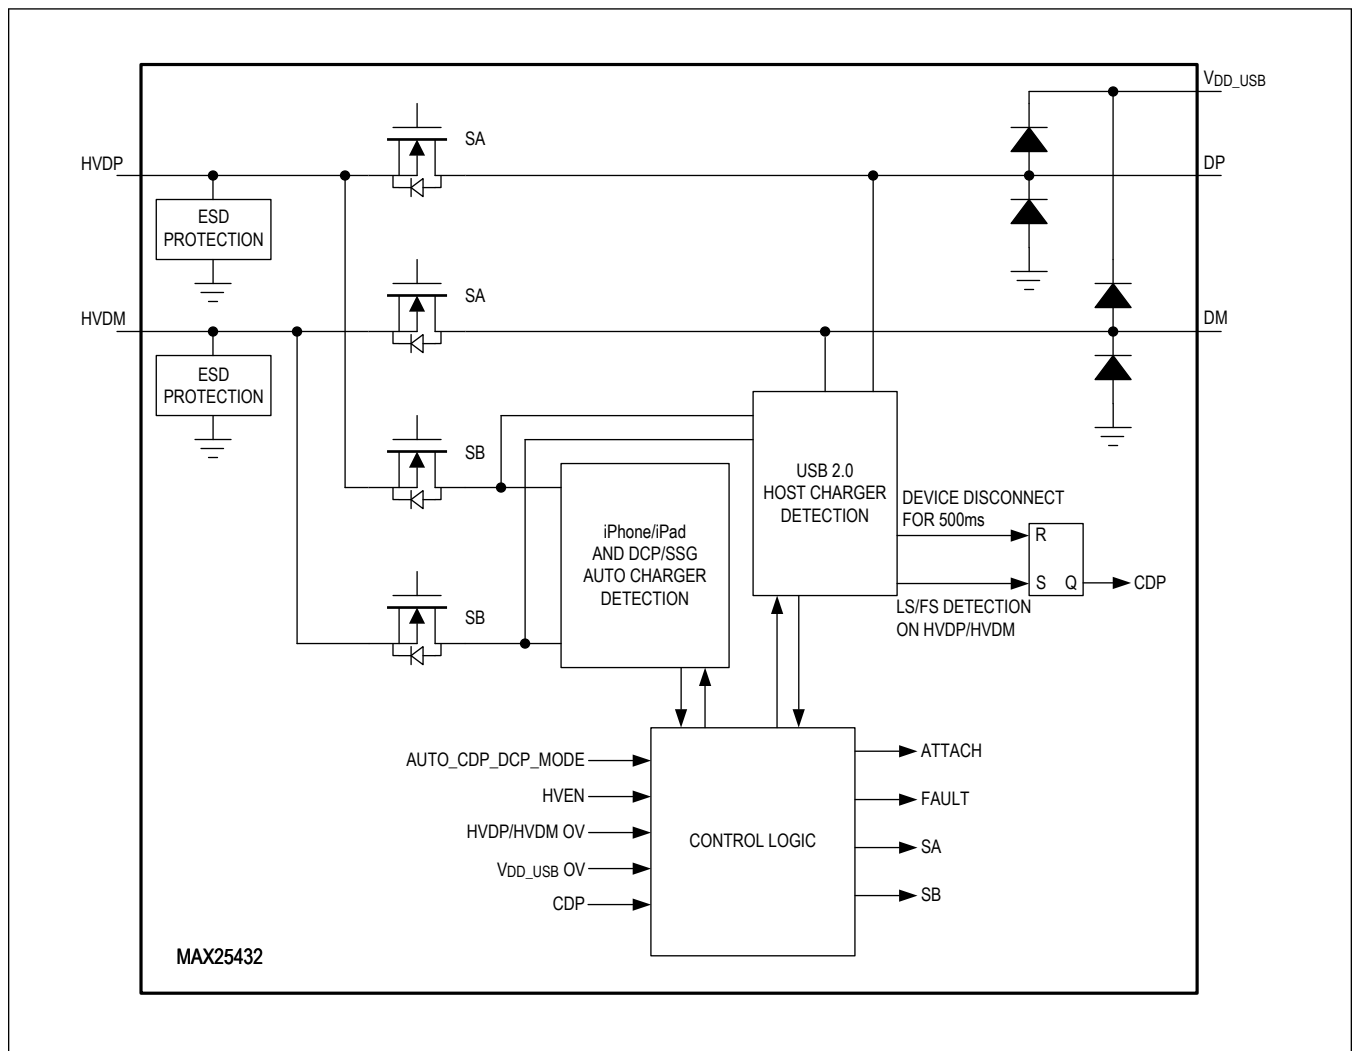 VDD_USB
SA
HVDP
DP
ESD
PROTECTION
SA
HVDM
DM
ESD
PROTECTION
SB
USB 2.0
HOST CHARGER
DETECTION
DEVICE DISCONNECT
FOR 500ms
iPhone/iPad
AND DCP/SSG
AUTO CHARGER
DETECTION
R
S Q
CDP
LS/FS DETECTION
ON HVDP/HVDM
SB
AUTO_CDP_DCP_MODE
HVEN
HVDP/HVDM OV
VDD_USB OV
CDP
CONTROL LOGIC
ATTACH
FAULT
SA
SB
MAX25432